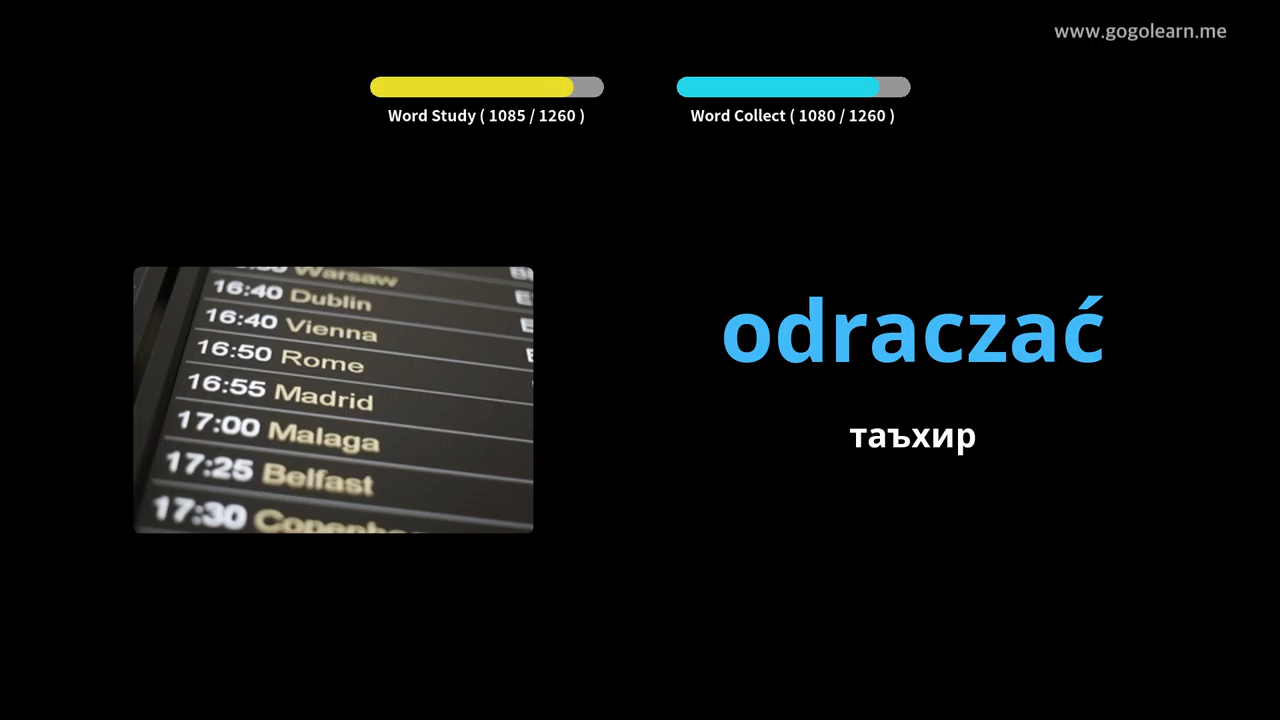 www.gogolearn.me
Word Study ( 1085 / 1260 )
Word Collect ( 1080 / 1260 )
Warsaw
16:40 Dublin
16:40 Vienna
16:50 Rome
16:55 Madrid
17:00 Malaga
17:25 Belfast
17:30
odraczać
таъхир